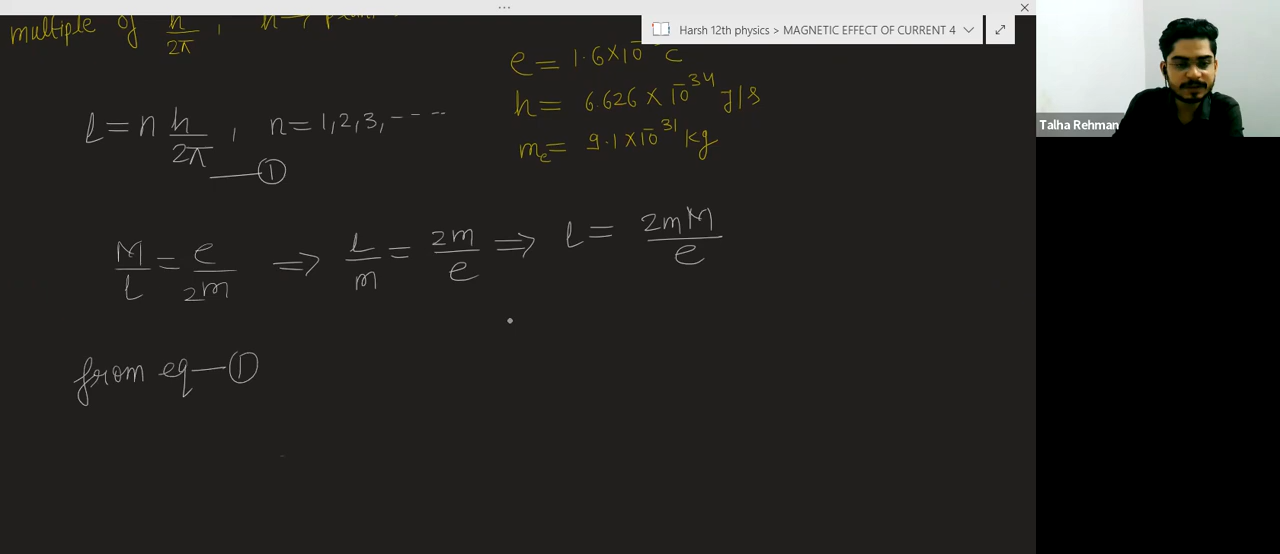 multiple of h/2π, h →
Harsh 12th physics > MAGNETIC EFFECT OF CURRENT 4
Talha Rehman
e = 1.6×10⁻ C
h = 6.626 × 10⁻³⁴ J/s
mₑ = 9.1×10⁻³¹ kg
L = n h/2π, n = 1,2,3,----
—①
M/L = e/2m ⇒ L/m = 2m/e ⇒ L = 2mM/e
from eq—①